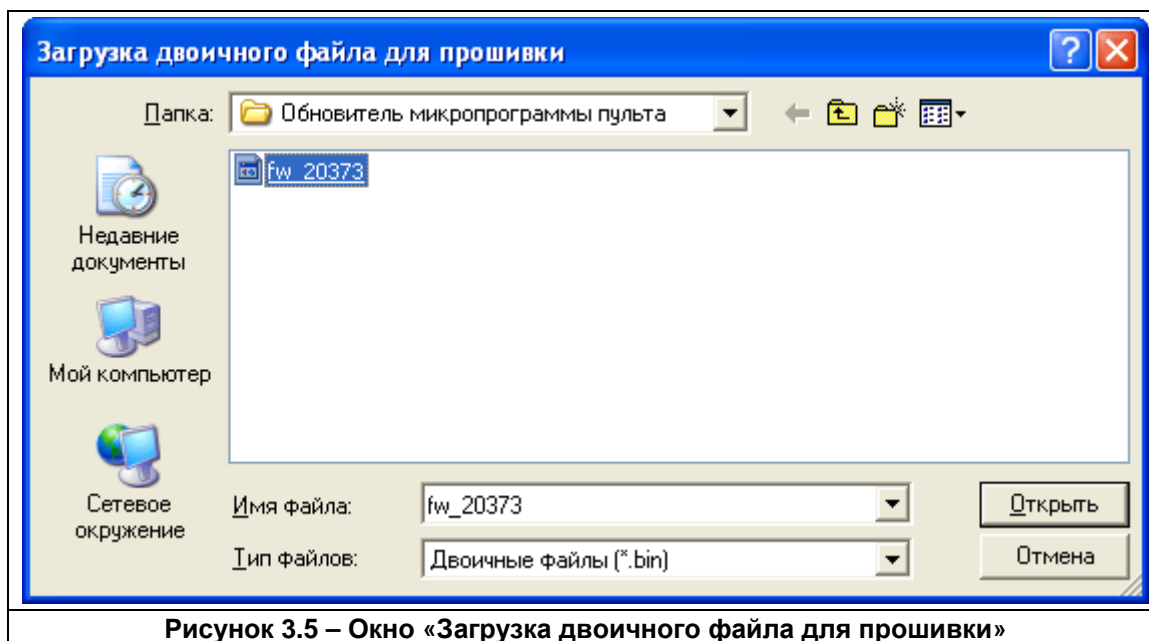 Загрузка двоичного файла для прошивки
Папка: Обновитель микропрограммы пульта
fw_20373
Недавние
документы
Мой компьютер
Сетевое
окружение
Имя файла: fw_20373 Открыть
Тип файлов: Двоичные файлы (*.bin) Отмена
Рисунок 3.5 – Окно «Загрузка двоичного файла для прошивки»